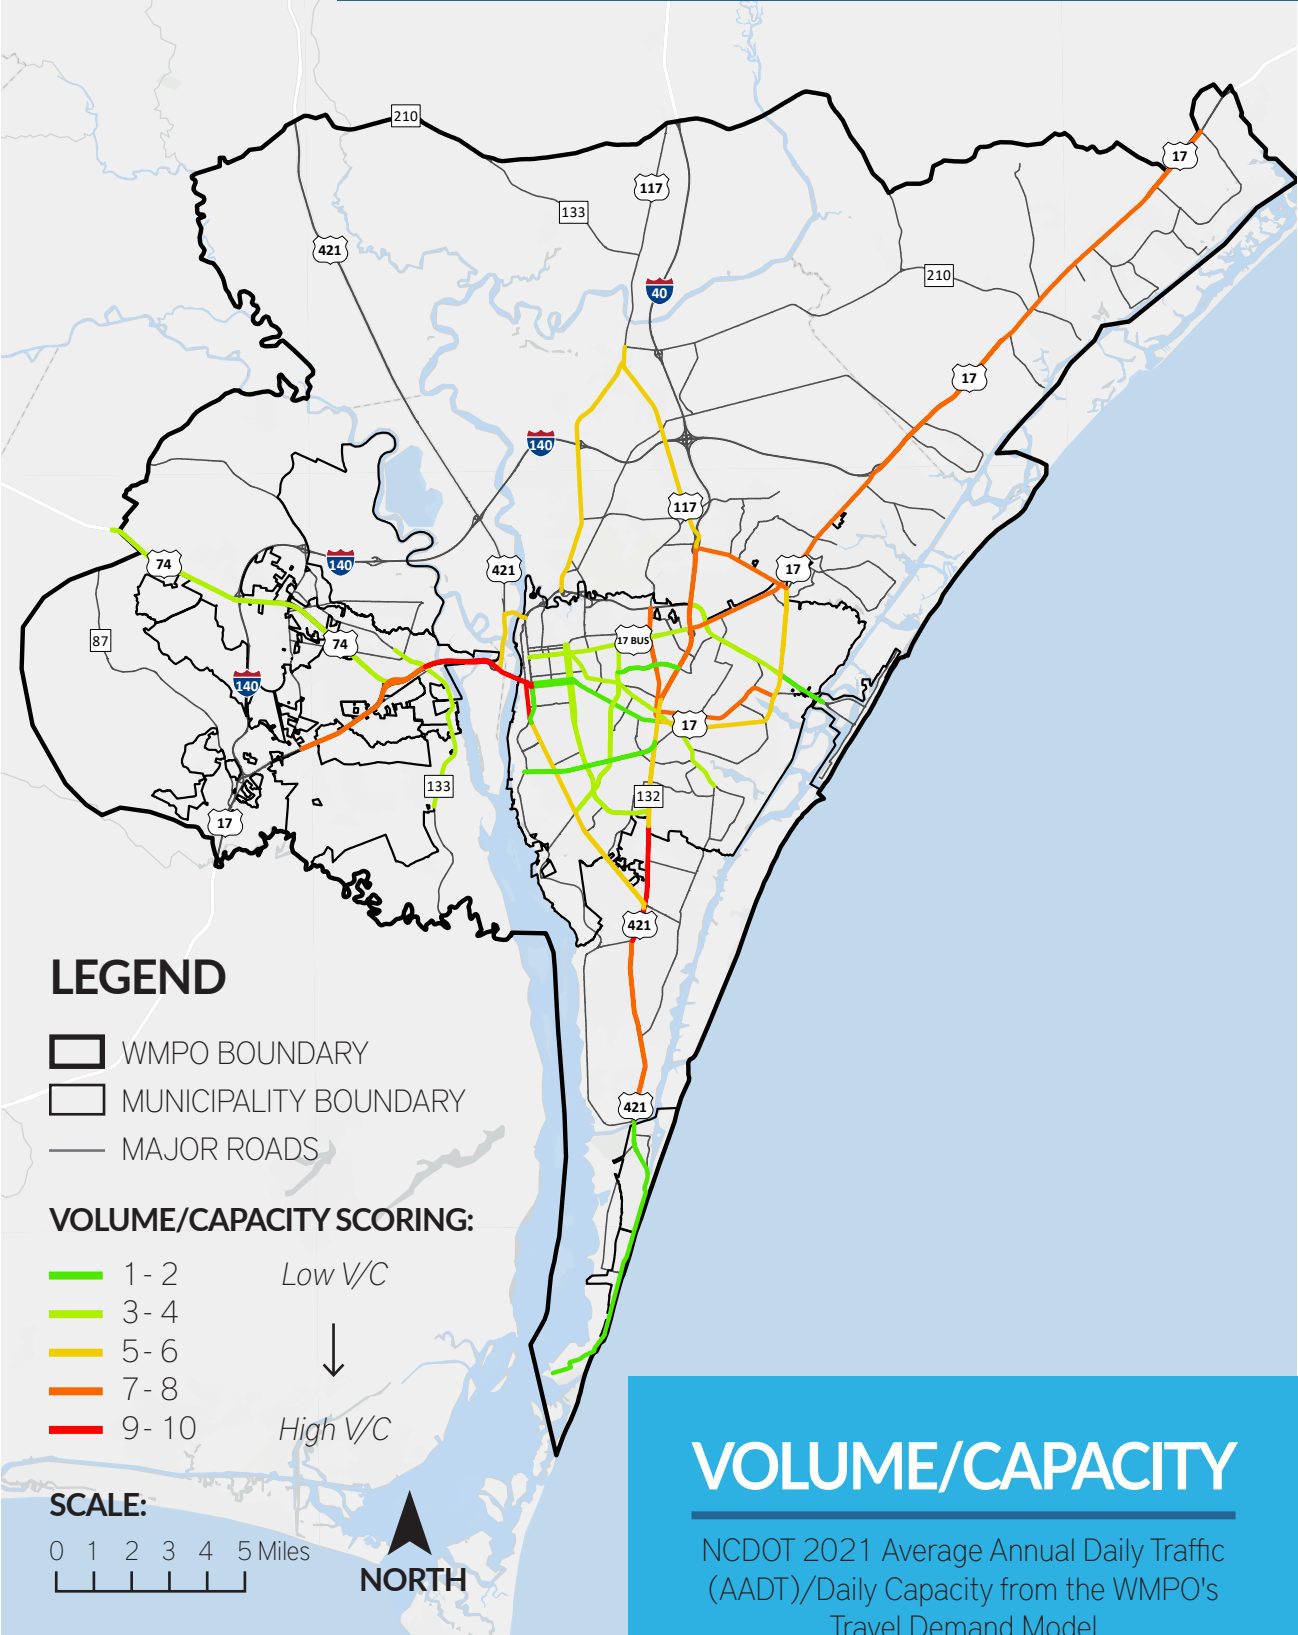 210
17
117
133
421
210
40
17
140
117
74
140
421
17
87
74
17 BUS
140
17
133
132
17
421
421
LEGEND
WMPO BOUNDARY
MUNICIPALITY BOUNDARY
MAJOR ROADS
VOLUME/CAPACITY SCORING:
1 - 2 Low V/C
3 - 4
5 - 6
7 - 8
9 - 10 High V/C
SCALE:
0 1 2 3 4 5 Miles
NORTH
VOLUME/CAPACITY
NCDOT 2021 Average Annual Daily Traffic
(AADT)/Daily Capacity from the WMPO's
Travel Demand Model